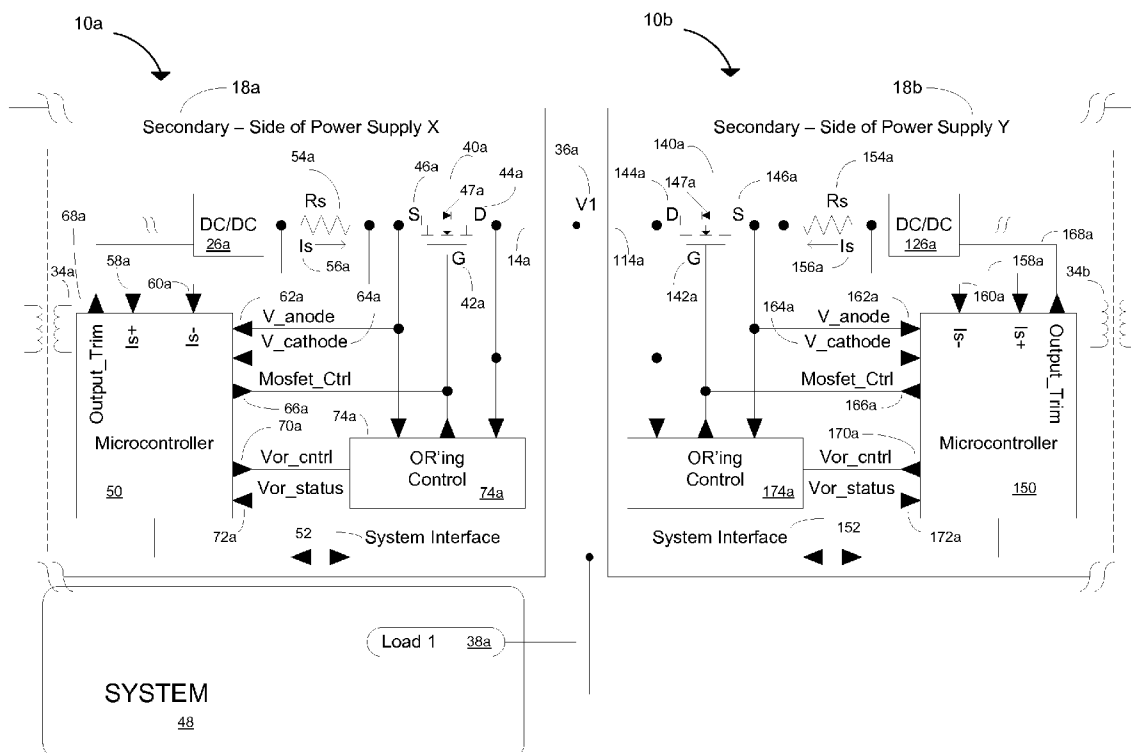 10a
10b
18a
18b
Secondary – Side of Power Supply X
Secondary – Side of Power Supply Y
54a
46a
40a
44a
36a
140a
144a
147a
146a
154a
47a
V1
68a
DC/DC
26a
Rs
Is
56a
S
D
G
14a
114a
D
S
G
Rs
Is
156a
DC/DC
126a
168a
34a
58a
60a
62a
64a
42a
142a
164a
162a
160a
158a
34b
Output_Trim
Is+
Is-
V_anode
V_cathode
Mosfet_Ctrl
66a
74a
70a
Microcontroller
50
Vor_cntrl
Vor_status
72a
OR'ing
Control
74a
52
System Interface
V_anode
V_cathode
Mosfet_Ctrl
166a
170a
Is-
Is+
Output_Trim
Microcontroller
150
Vor_cntrl
Vor_status
172a
OR'ing
Control
174a
System Interface
152
Load 1
38a
SYSTEM
48